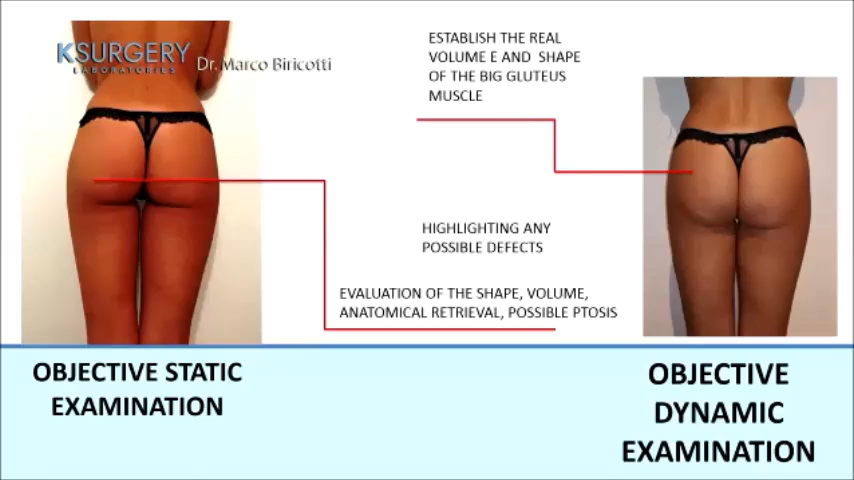 KSURGERY
LABORATORIES
Dr. Marco Biricotti
ESTABLISH THE REAL
VOLUME E AND SHAPE
OF THE BIG GLUTEUS
MUSCLE
HIGHLIGHTING ANY
POSSIBLE DEFECTS
EVALUATION OF THE SHAPE, VOLUME,
ANATOMICAL RETRIEVAL, POSSIBLE PTOSIS
OBJECTIVE STATIC
EXAMINATION
OBJECTIVE
DYNAMIC
EXAMINATION